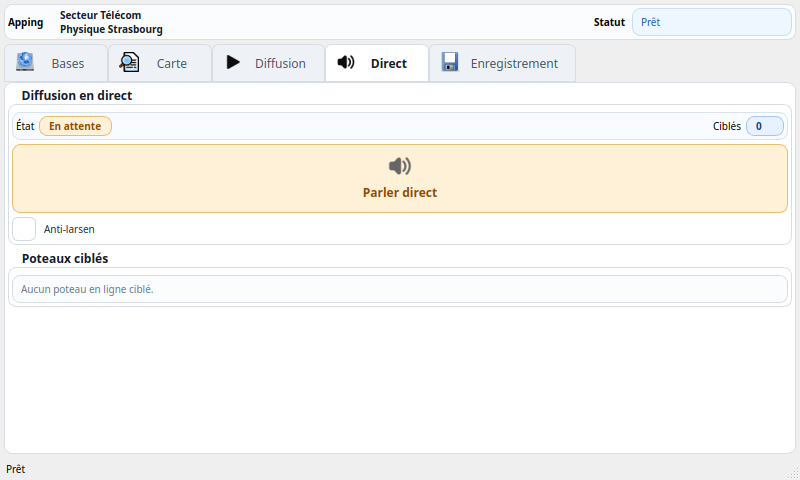 Apping
Secteur Télécom
Physique Strasbourg
Statut
Prêt
Bases
Carte
Diffusion
Direct
Enregistrement
Diffusion en direct
État
En attente
Ciblés
0
Parler direct
Anti-larsen
Poteaux ciblés
Aucun poteau en ligne ciblé.
Prêt